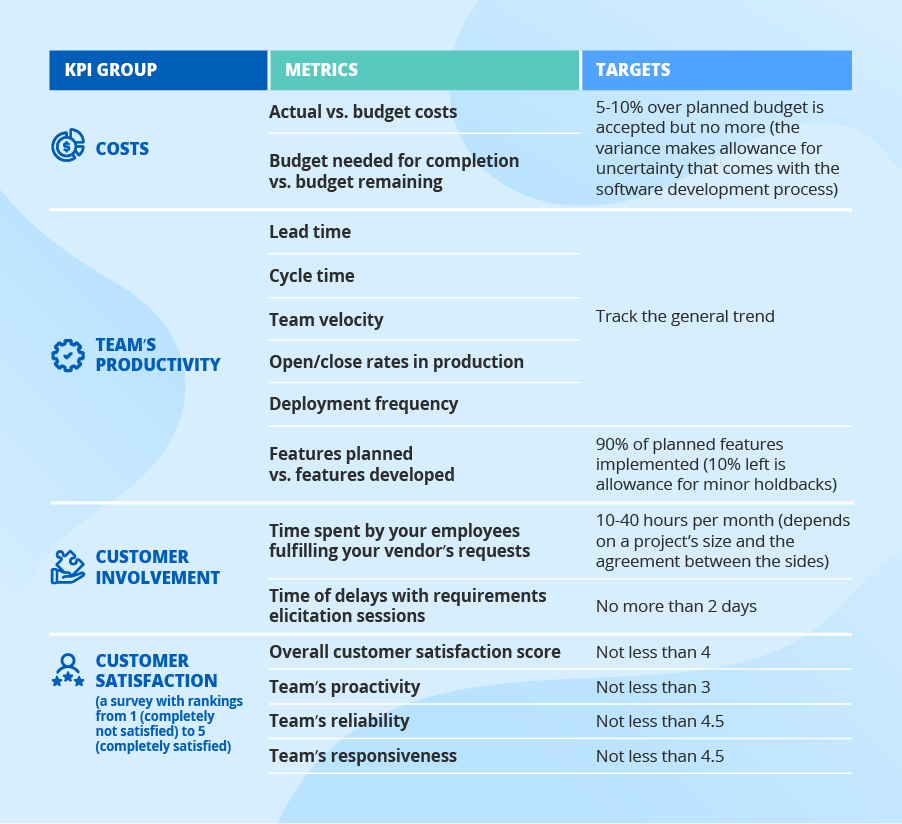 KPI GROUP
METRICS
TARGETS
COSTS
Actual vs. budget costs
Budget needed for completion
vs. budget remaining
5-10% over planned budget is
accepted but no more (the
variance makes allowance for
uncertainty that comes with the
software development process)
TEAM'S
PRODUCTIVITY
Lead time
Cycle time
Team velocity
Open/close rates in production
Deployment frequency
Track the general trend
Features planned
vs. features developed
90% of planned features
implemented (10% left is
allowance for minor holdbacks)
CUSTOMER
INVOLVEMENT
Time spent by your employees
fulfilling your vendor's requests
10-40 hours per month (depends
on a project's size and the
agreement between the sides)
Time of delays with requirements
elicitation sessions
No more than 2 days
CUSTOMER
SATISFACTION
(a survey with rankings
from 1 (completely
not satisfied) to 5
(completely satisfied)
Overall customer satisfaction score
Not less than 4
Team's proactivity
Not less than 3
Team's reliability
Not less than 4.5
Team's responsiveness
Not less than 4.5